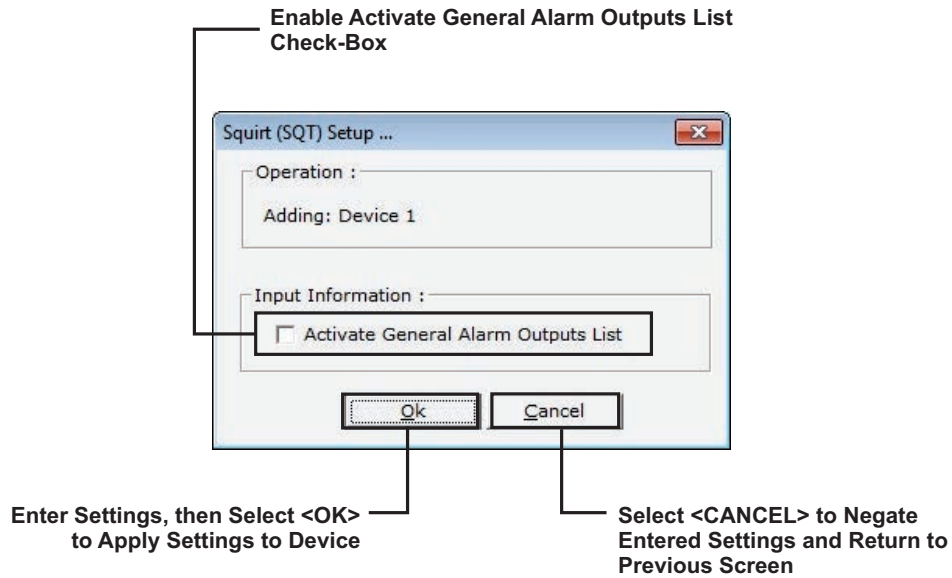 Enable Activate General Alarm Outputs List
Check-Box
Squirt (SQT) Setup ...
Operation :
Adding: Device 1
Input Information :
Activate General Alarm Outputs List
Ok
Cancel
Enter Settings, then Select <OK>
to Apply Settings to Device
Select <CANCEL> to Negate
Entered Settings and Return to
Previous Screen